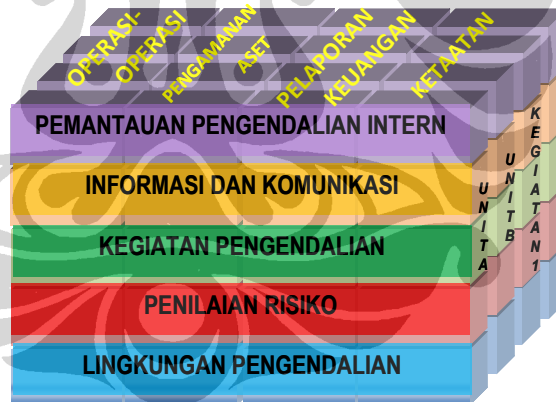 OPERASI-
OPERASI
PENGAMANAN
ASET
PELAPORAN
KEUANGAN
KETAATAN
PEMANTAUAN PENGENDALIAN INTERN
INFORMASI DAN KOMUNIKASI
KEGIATAN PENGENDALIAN
PENILAIAN RISIKO
LINGKUNGAN PENGENDALIAN
UNIT A
UNIT B
KEGIATAN 1